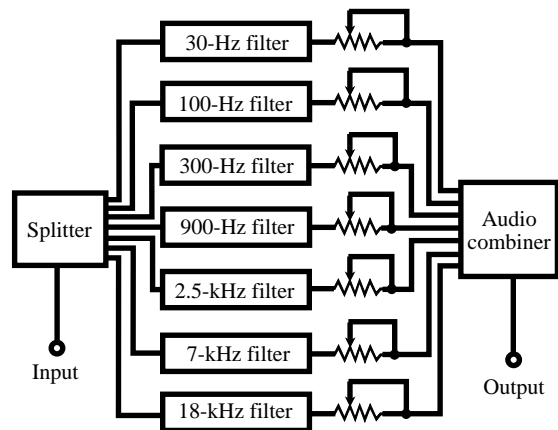 30-Hz filter
100-Hz filter
300-Hz filter
Splitter
900-Hz filter
Audio
combiner
2.5-kHz filter
7-kHz filter
Input
Output
18-kHz filter